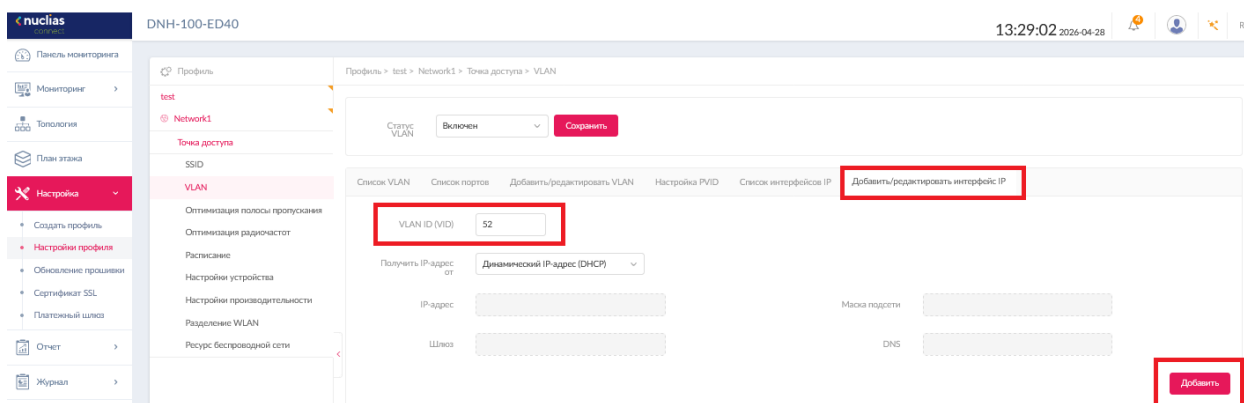 nuclias
connect
DNH-100-ED40
13:29:02 2026-04-28
4
R
Панель мониторинга
Мониторинг
Топология
План этажа
Настройка
Создать профиль
Настройки профиля
Обновление прошивки
Сертификат SSL
Платежный шлюз
Отчет
Журнал
Профиль
test
Network1
Точка доступа
SSID
VLAN
Оптимизация полосы пропускания
Оптимизация радиочастот
Расписание
Настройки устройства
Настройки производительности
Разделение WLAN
Ресурс беспроводной сети
Профиль > test > Network1 > Точка доступа > VLAN
Статус
VLAN
Включен
Сохранить
Список VLAN Список портов Добавить/редактировать VLAN Настройка PVID Список интерфейсов IP Добавить/редактировать интерфейс IP
VLAN ID (VID) 52
Получить IP-адрес
от
Динамический IP-адрес (DHCP)
IP-адрес Маска подсети
Шлюз DNS
Добавить